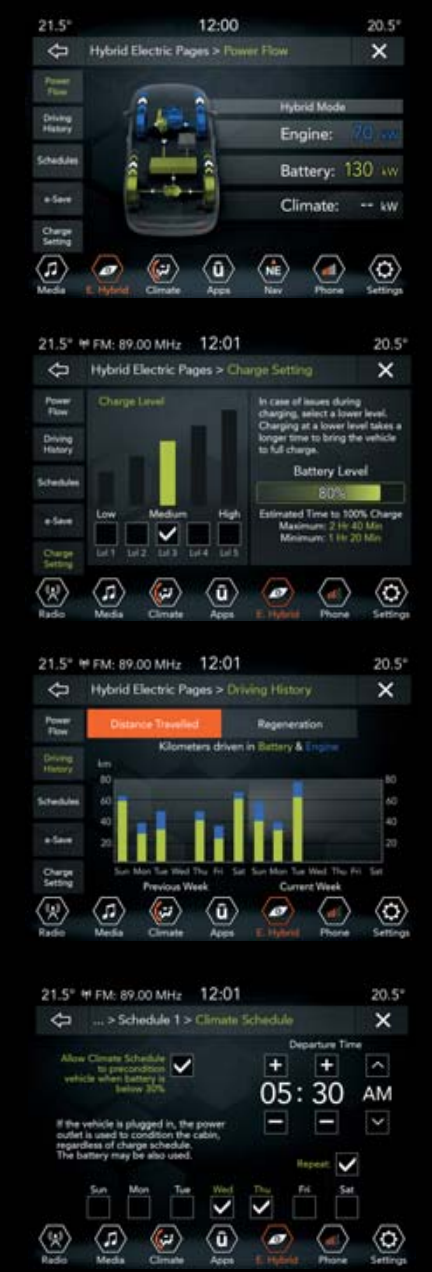 21.5° 12:00 20.5°
Hybrid Electric Pages > Power Flow
Power
Flow
Driving
History
Schedules
e-Save
Charge
Setting
Hybrid Mode
Engine: 70 kW
Battery: 130 kW
Climate: -- kW
NE
Media E. Hybrid Climate Apps Nav Phone Settings
21.5° FM: 89.00 MHz 12:01 20.5°
Hybrid Electric Pages > Charge Setting
Power
Flow
Driving
History
Schedules
e-Save
Charge
Setting
Charge Level
Low Medium High
Lvl 1 Lvl 2 Lvl 3 Lvl 4 Lvl 5
In case of issues during
charging, select a lower level.
Charging at a lower level takes a
longer time to bring the vehicle
to full charge.
Battery Level
80%
Estimated Time to 100% Charge
Maximum: 2 Hr 40 Min
Minimum: 1 Hr 20 Min
Radio Media Climate Apps E. Hybrid Phone Settings
21.5° FM: 89.00 MHz 12:01 20.5°
Hybrid Electric Pages > Driving History
Power
Flow
Driving
History
Schedules
e-Save
Charge
Setting
Distance Travelled Regeneration
Kilometers driven in Battery & Engine
km
80 80
60 60
40 40
20 20
Sun Mon Tue Wed Thu Fri Sat Sun Mon Tue Wed Thu Fri Sat
Previous Week Current Week
Radio Media Climate Apps E. Hybrid Phone Settings
21.5° FM: 89.00 MHz 12:01 20.5°
... > Schedule 1 > Climate Schedule
Allow Climate Schedule
to precondition
vehicle when battery is
below 30%
Departure Time
05 : 30 AM
If the vehicle is plugged in, the power
outlet is used to condition the cabin,
regardless of charge schedule.
The battery may be also used.
Repeat:
Sun Mon Tue Wed Thu Fri Sat
Radio Media Climate Apps E. Hybrid Phone Settings